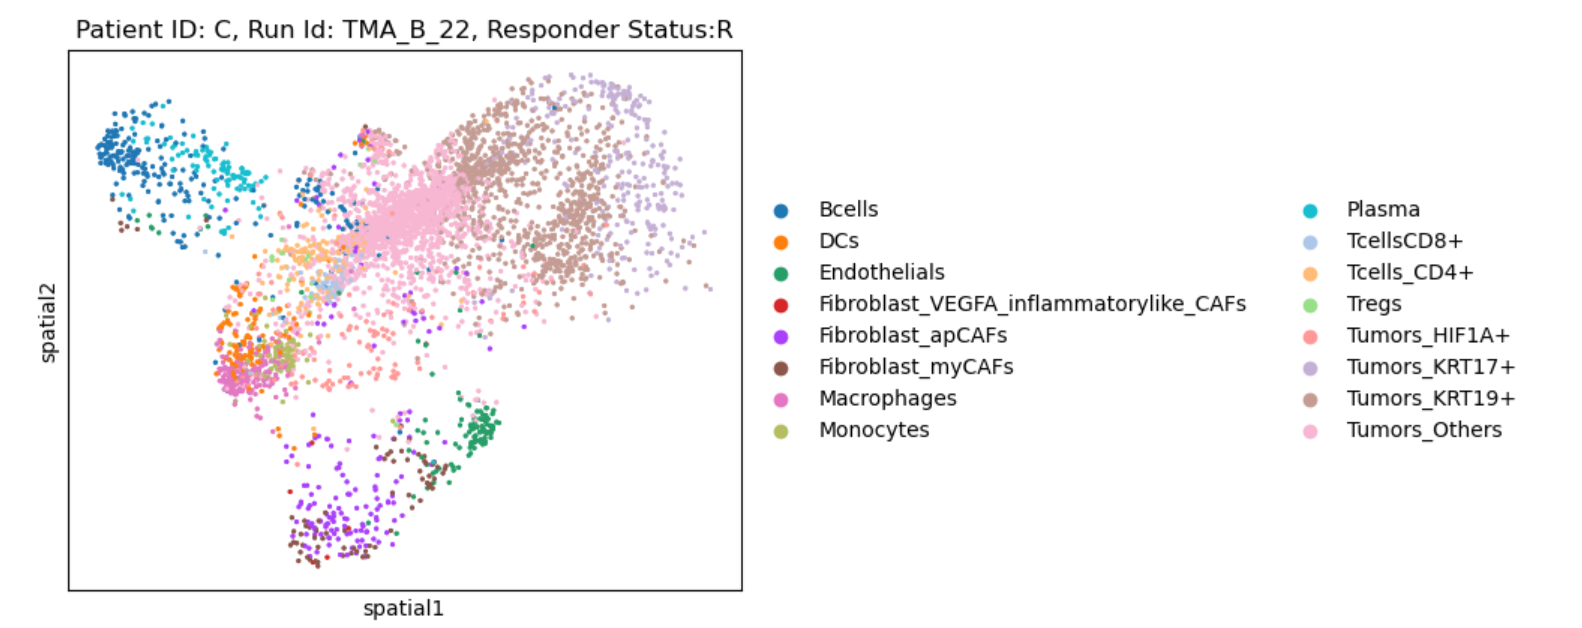 Patient ID: C, Run Id: TMA_B_22, Responder Status:R
spatial2
spatial1
Bcells
DCs
Endothelials
Fibroblast_VEGFA_inflammatorylike_CAFs
Fibroblast_apCAFs
Fibroblast_myCAFs
Macrophages
Monocytes
Plasma
TcellsCD8+
Tcells_CD4+
Tregs
Tumors_HIF1A+
Tumors_KRT17+
Tumors_KRT19+
Tumors_Others